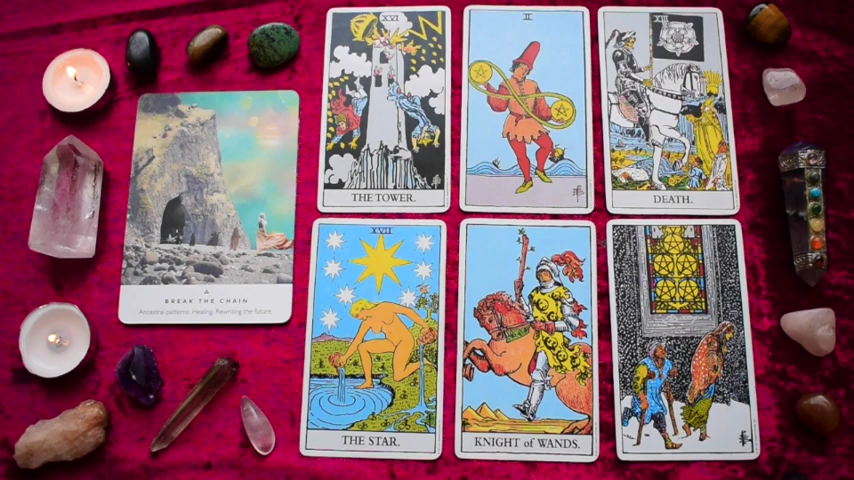 XVI
THE TOWER.
II
XIII
DEATH.
BREAK THE CHAIN
Ancestral patterns. Healing. Rewriting the future.
XVII
THE STAR.
KNIGHT of WANDS.